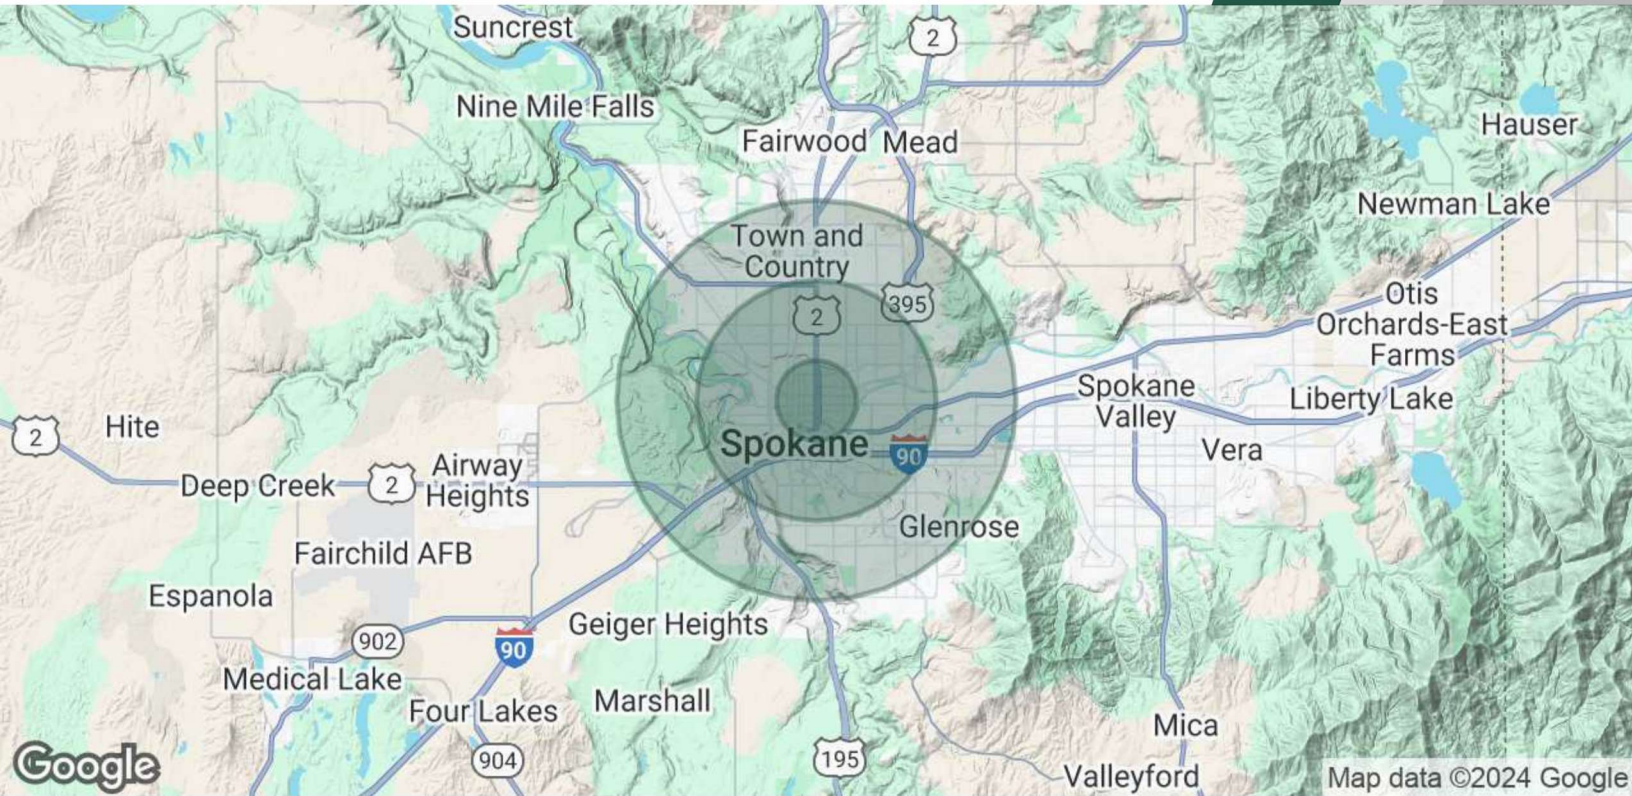 Suncrest
2
Nine Mile Falls
Hauser
Fairwood
Mead
Newman Lake
Town and
Country
2
395
Otis
Orchards-East
Farms
Spokane
Valley
Liberty Lake
2
Hite
Spokane
90
Vera
Airway
Heights
Deep Creek
2
Glenrose
Fairchild AFB
Espanola
Geiger Heights
902
90
Medical Lake
Marshall
Four Lakes
Mica
904
195
Google
Valleyford
Map data ©2024 Google